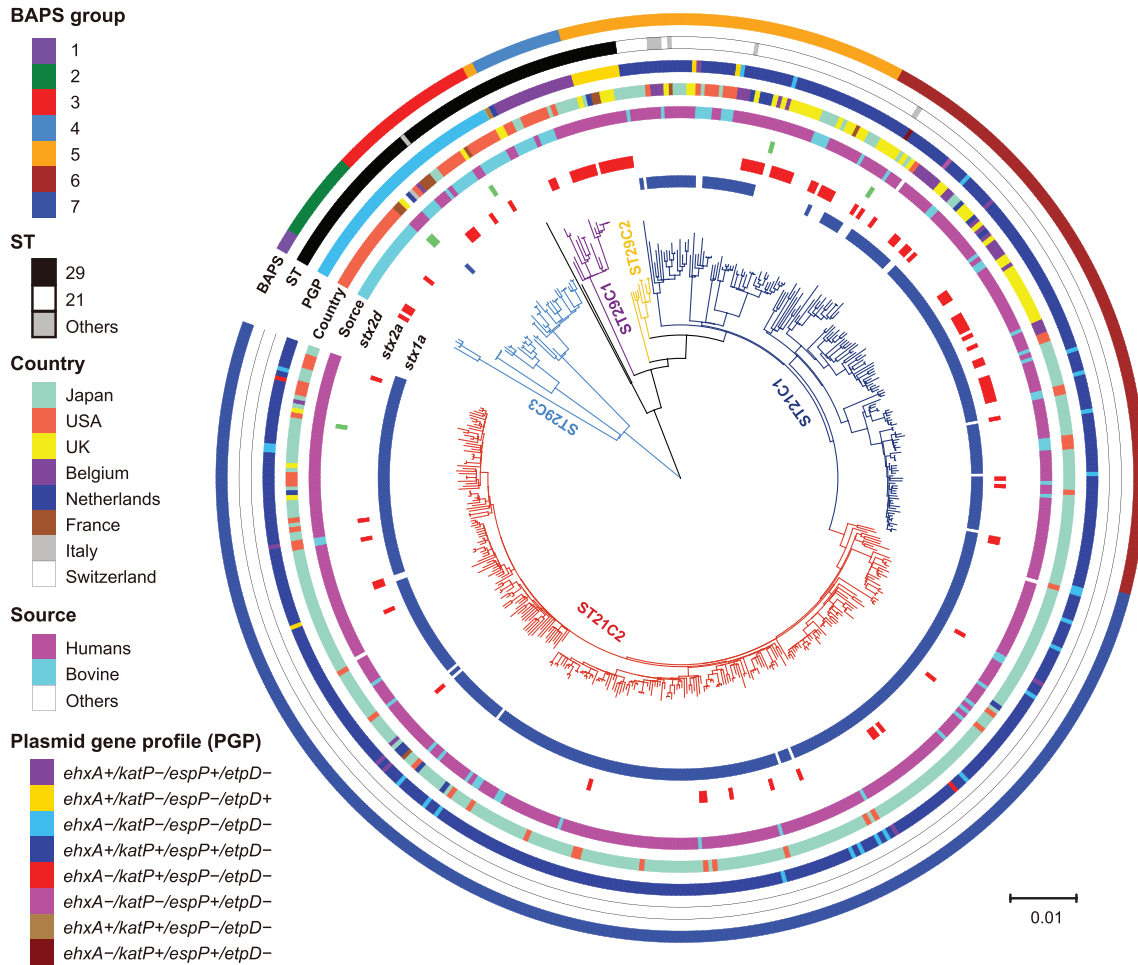 BAPS group
1
2
3
4
5
6
7
ST
29
21
Others
Country
Japan
USA
UK
Belgium
Netherlands
France
Italy
Switzerland
Source
Humans
Bovine
Others
Plasmid gene profile (PGP)
ehxA+/katP−/espP+/etpD−
ehxA+/katP−/espP−/etpD+
ehxA−/katP−/espP−/etpD−
ehxA+/katP+/espP+/etpD−
ehxA−/katP+/espP−/etpD−
ehxA−/katP−/espP+/etpD−
ehxA+/katP+/espP−/etpD−
ehxA−/katP+/espP+/etpD−
BAPS
ST
PGP
Country
Sorce
stx2d
stx2a
stx1a
ST29C1
ST29C2
ST29C3
ST21C1
ST21C2
0.01